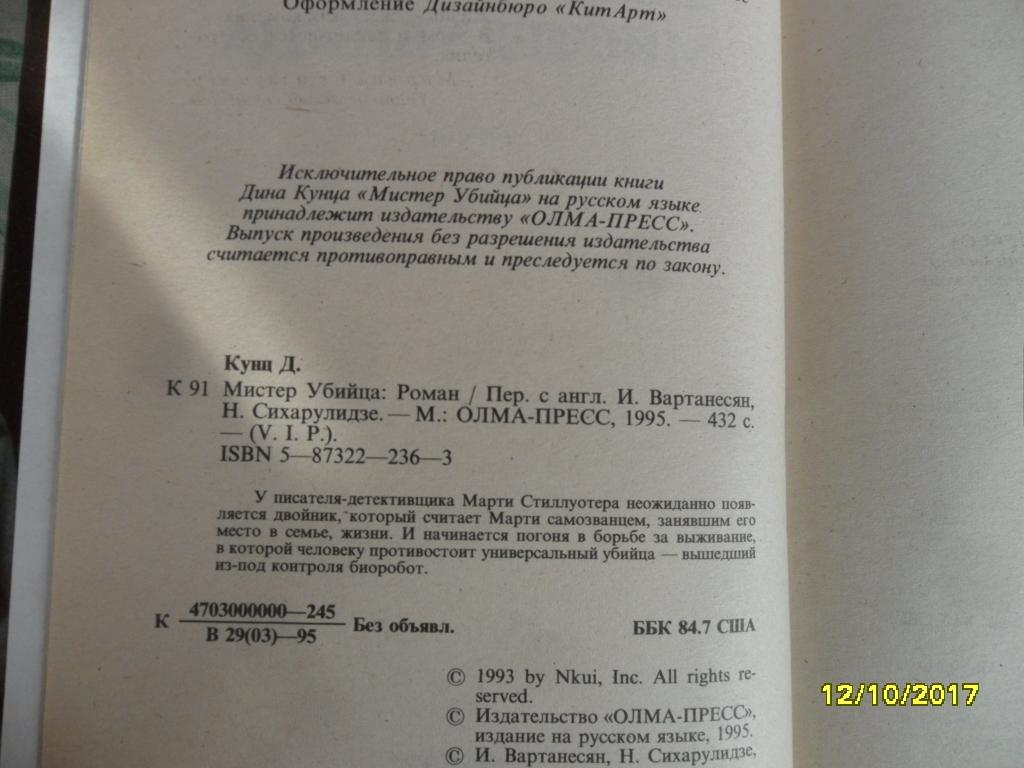 Оформление Дизайнбюро «КитАрт»
Исключительное право публикации книги
Дина Кунца «Мистер Убийца» на русском языке
принадлежит издательству «ОЛМА-ПРЕСС».
Выпуск произведения без разрешения издательства
считается противоправным и преследуется по закону.
Кунц Д.
К 91 Мистер Убийца: Роман / Пер. с англ. И. Вартанесян,
Н. Сихарулидзе. — М.: ОЛМА-ПРЕСС, 1995. — 432 с.
— (V. I. P.).
ISBN 5—87322—236—3
У писателя-детективщика Марти Стиллуотера неожиданно появ-
ляется двойник, который считает Марти самозванцем, занявшим его
место в семье, жизни. И начинается погоня в борьбе за выживание,
в которой человеку противостоит универсальный убийца — вышедший
из-под контроля биоробот.
К 4703000000—245
В 29(03)—95 Без объявл.
ББК 84.7 США
© 1993 by Nkui, Inc. All rights re-
served.
© Издательство «ОЛМА-ПРЕСС»,
издание на русском языке, 1995.
© И. Вартанесян, Н. Сихарулидзе,
12/10/2017